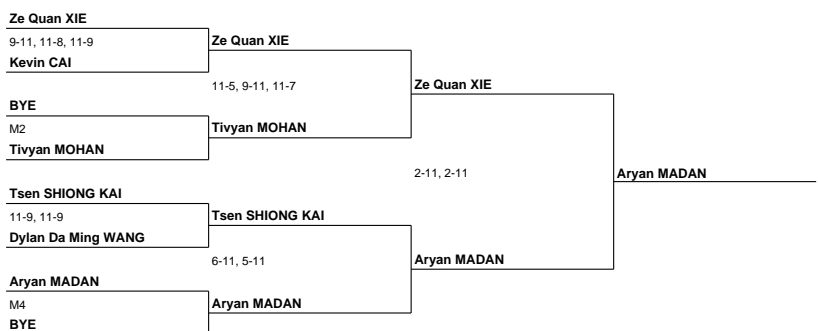 Ze Quan XIE
9-11, 11-8, 11-9
Kevin CAI
BYE
M2
Tivyan MOHAN
Tsen SHIONG KAI
11-9, 11-9
Dylan Da Ming WANG
Aryan MADAN
M4
BYE
Ze Quan XIE
11-5, 9-11, 11-7
Tivyan MOHAN
Tsen SHIONG KAI
6-11, 5-11
Aryan MADAN
Ze Quan XIE
2-11, 2-11
Aryan MADAN
Aryan MADAN